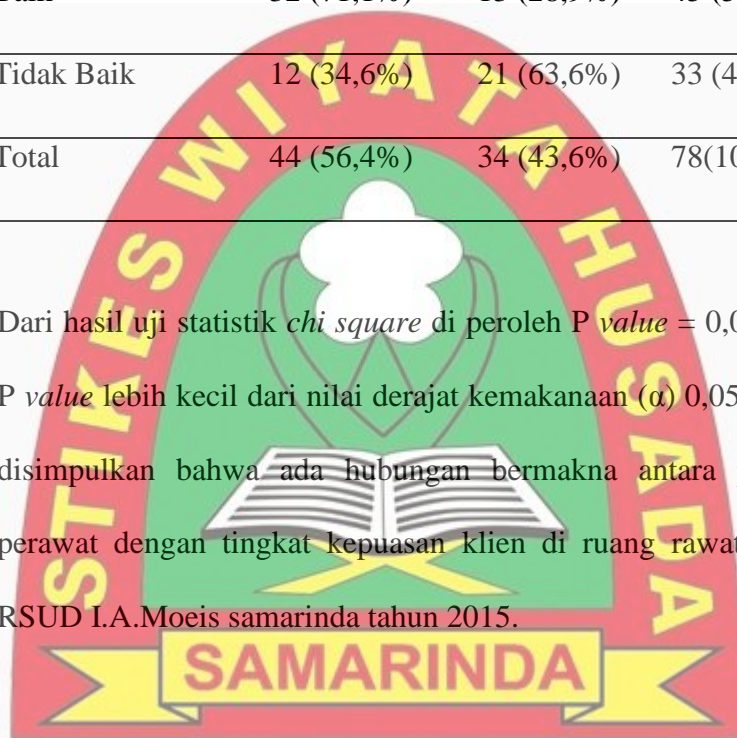 Tidak Baik 12 (34,6%) 21 (63,6%) 33 (4
Total 44 (56,4%) 34 (43,6%) 78(10
Dari hasil uji statistik chi square di peroleh P value = 0,0
P value lebih kecil dari nilai derajat kemakanaan (α) 0,05
disimpulkan bahwa ada hubungan bermakna antara
perawat dengan tingkat kepuasan klien di ruang rawat
RSUD I.A.Moeis samarinda tahun 2015.
STIKES WIYATA HUSADA
SAMARINDA